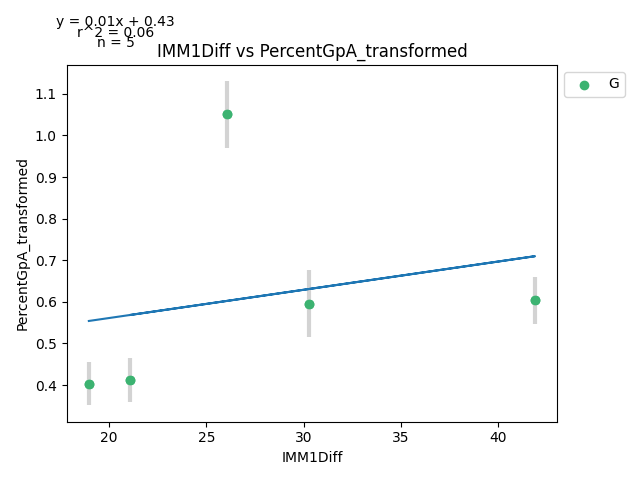 y = 0.01x + 0.43
r^2 = 0.06
n = 5
IMM1Diff vs PercentGpA_transformed
G
1.1
1.0
0.9
0.8
0.7
0.6
0.5
0.4
PercentGpA_transformed
20 25 30 35 40
IMM1Diff